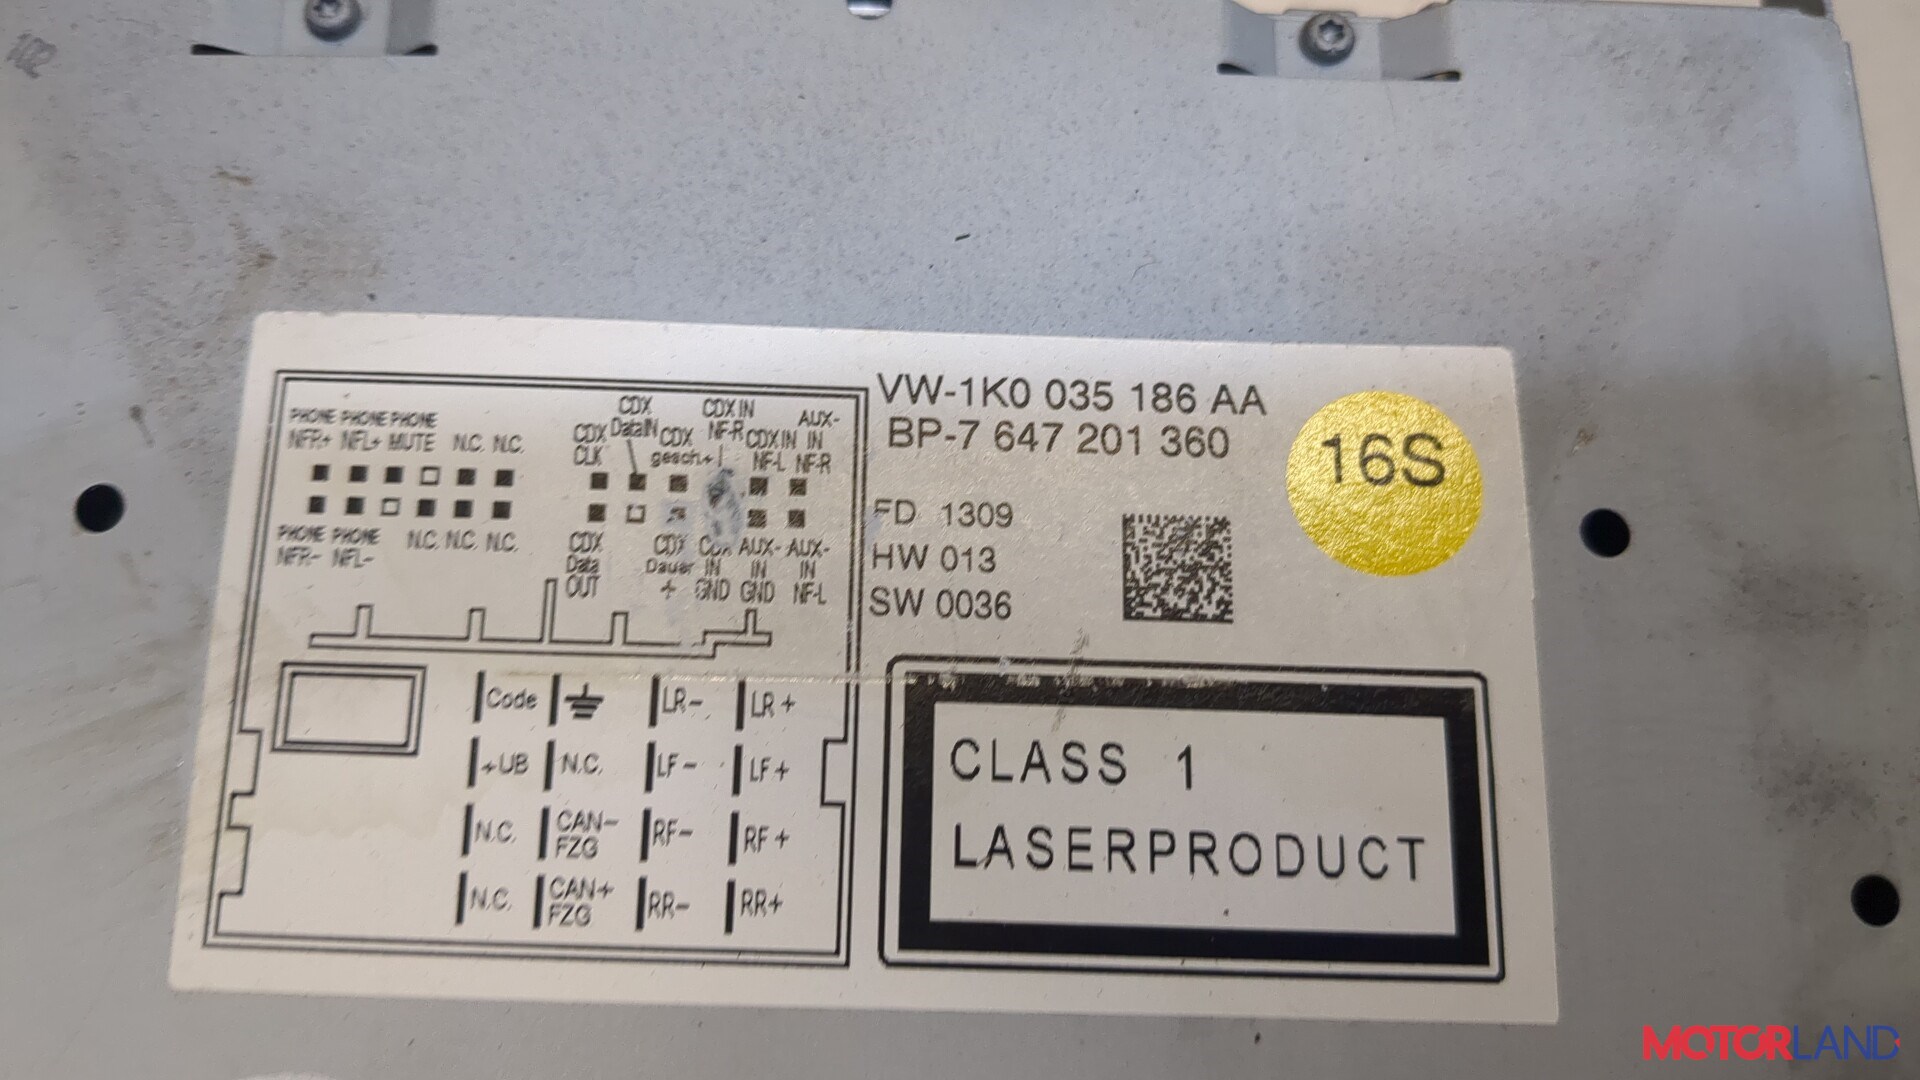 PHONE PHONE PHONE
NFR+ NFL+ MUTE N.C. N.C.
CDX
CLK
CDX
DataIN
CDX
gesch.+
CDX IN
NF-R
CDX IN
NF-L
AUX-
IN
NF-R
PHONE PHONE
NFR- NFL-
N.C. N.C. N.C.
CDX
Data
OUT
CDX
Dauer
+
IN
GND
AUX-
IN
GND
AUX-
IN
NF-L
Code LR- LR+
+UB N.C. LF- LF+
N.C. CAN-
FZG RF- RF+
N.C. CAN+
FZG RR- RR+
VW-1K0 035 186 AA
BP-7 647 201 360
FD 1309
HW 013
SW 0036
16S
CLASS 1
LASERPRODUCT
MOTORLAND